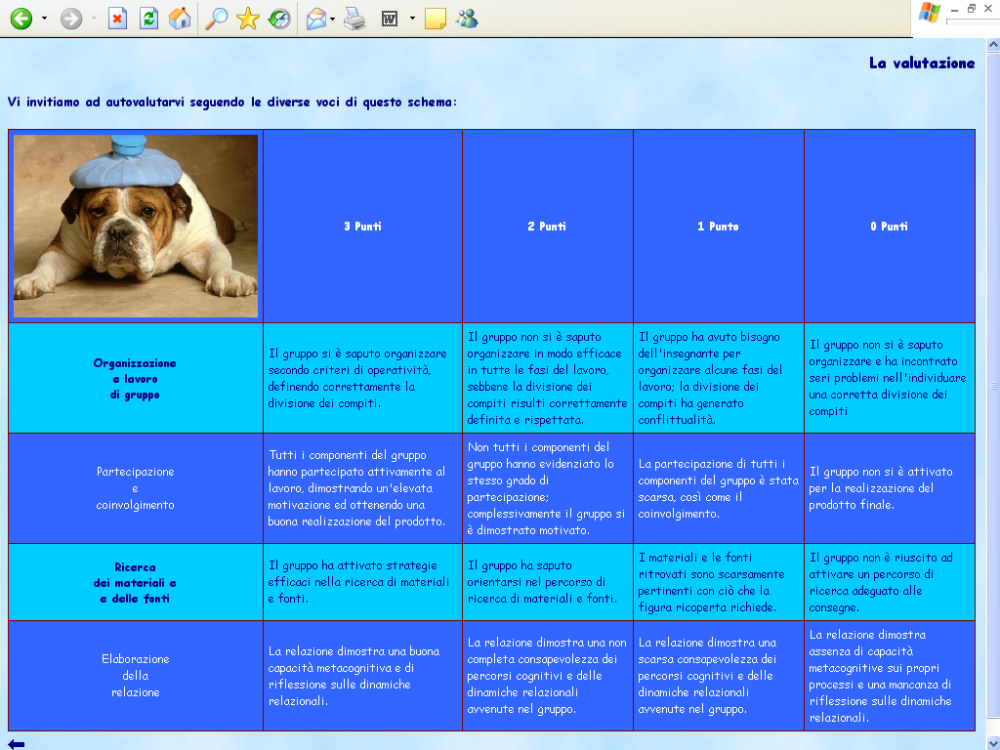 La valutazione
Vi invitiamo ad autovalutarvi seguendo le diverse voci di questo schema:
3 Punti
2 Punti
1 Punto
0 Punti
Organizzazione
e lavoro
di gruppo
Il gruppo si è saputo organizzare
secondo criteri di operatività,
definendo correttamente la
divisione dei compiti.
Il gruppo non si è saputo
organizzare in modo efficace
in tutte le fasi del lavoro,
sebbene la divisione dei
compiti risulti correttamente
definita e rispettata.
Il gruppo ha avuto bisogno
dell'insegnante per
organizzare alcune fasi del
lavoro; la divisione dei
compiti ha generato
conflittualità.
Il gruppo non si è saputo
organizzare e ha incontrato
seri problemi nell'individuare
una corretta divisione dei
compiti
Partecipazione
e
coinvolgimento
Tutti i componenti del gruppo
hanno partecipato attivamente al
lavoro, dimostrando un'elevata
motivazione ed ottenendo una
buona realizzazione del prodotto.
Non tutti i componenti del
gruppo hanno evidenziato lo
stesso grado di
partecipazione;
complessivamente il gruppo si
è dimostrato motivato.
La partecipazione di tutti i
componenti del gruppo è stata
scarsa, così come il
coinvolgimento.
Il gruppo non si è attivato
per la realizzazione del
prodotto finale.
Ricerca
dei materiali e
e delle fonti
Il gruppo ha attivato strategie
efficaci nella ricerca di materiali
e fonti.
Il gruppo ha saputo
orientarsi nel percorso di
ricerca di materiali e fonti.
I materiali e le fonti
ritrovati sono scarsamente
pertinenti con ciò che la
figura ricoperta richiede.
Il gruppo non è riuscito ad
attivare un percorso di
ricerca adeguato alle
consegne.
Elaborazione
della
relazione
La relazione dimostra una buona
capacità metacognitiva e di
riflessione sulle dinamiche
relazionali.
La relazione dimostra una non
completa consapevolezza dei
percorsi cognitivi e delle
dinamiche relazionali
avvenute nel gruppo.
La relazione dimostra una
scarsa consapevolezza dei
percorsi cognitivi e delle
dinamiche relazionali
avvenute nel gruppo.
La relazione dimostra
assenza di capacità
metacognitive sui propri
processi e una mancanza di
riflessione sulle dinamiche
relazionali.